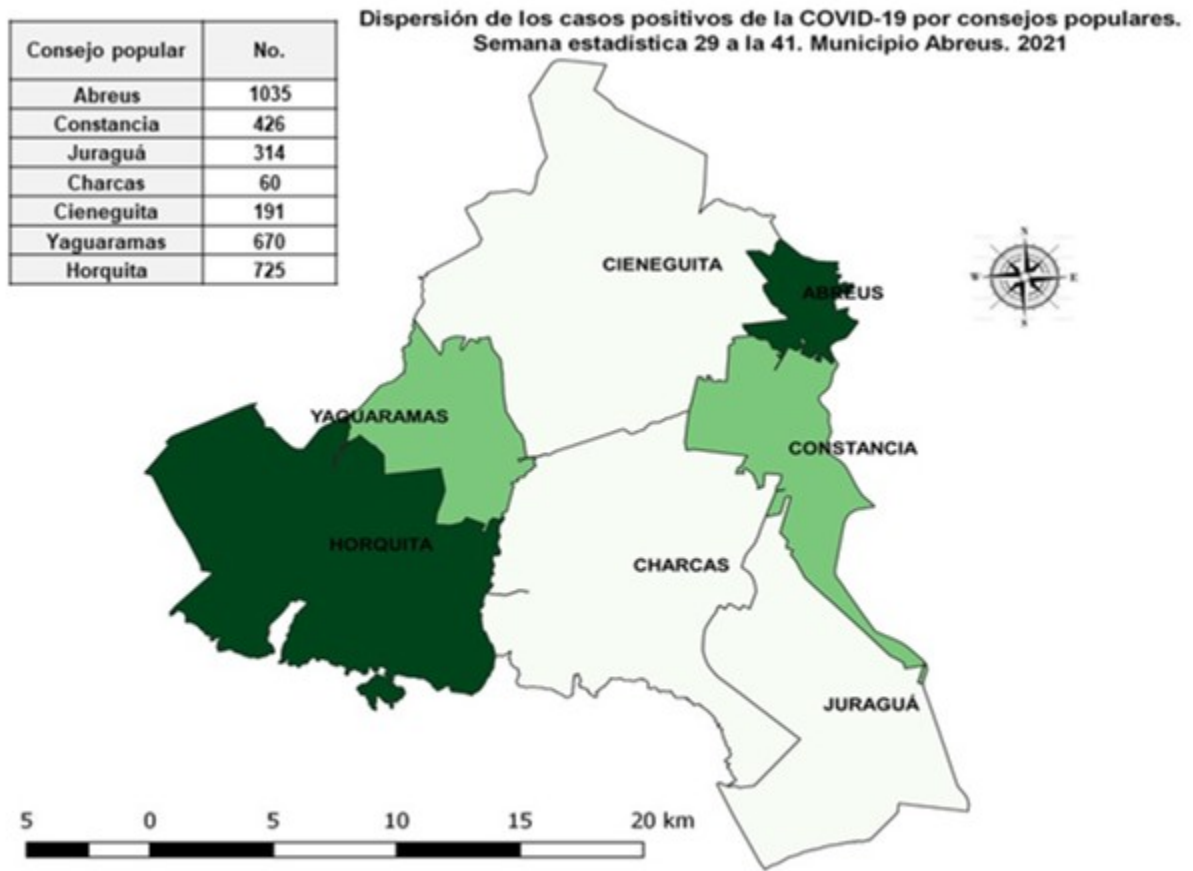 Dispersión de los casos positivos de la COVID-19 por consejos populares.
Semana estadística 29 a la 41. Municipio Abreus. 2021
Consejo popular No.
Abreus 1035
Constancia 426
Juraguá 314
Charcas 60
Cieneguita 191
Yaguaramas 670
Horquita 725
N
W E
S
CIENEGUITA
ABREUS
YAGUARAMAS
CONSTANCIA
HORQUITA
CHARCAS
JURAGUÁ
5 0 5 10 15 20 km